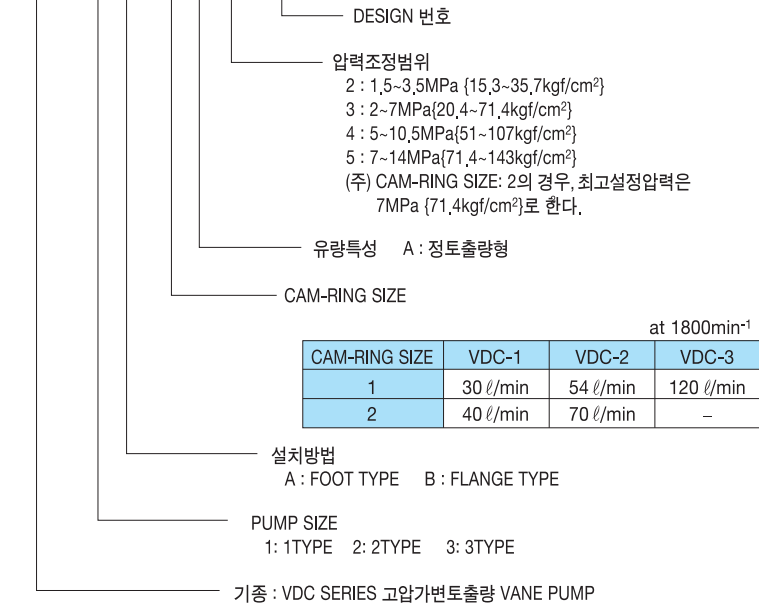 DESIGN 번호
압력조정범위
2 : 1.5~3.5MPa {15.3~35.7kgf/cm²}
3 : 2~7MPa{20.4~71.4kgf/cm²}
4 : 5~10.5MPa{51~107kgf/cm²}
5 : 7~14MPa{71.4~143kgf/cm²}
(주) CAM-RING SIZE: 2의 경우, 최고설정압력은
7MPa {71.4kgf/cm²}로 한다.
유량특성 A : 정토출량형
CAM-RING SIZE
at 1800min⁻¹
CAM-RING SIZE VDC-1 VDC-2 VDC-3
1 30 ℓ/min 54 ℓ/min 120 ℓ/min
2 40 ℓ/min 70 ℓ/min –
설치방법
A : FOOT TYPE B : FLANGE TYPE
PUMP SIZE
1: 1TYPE 2: 2TYPE 3: 3TYPE
기종 : VDC SERIES 고압가변토출량 VANE PUMP